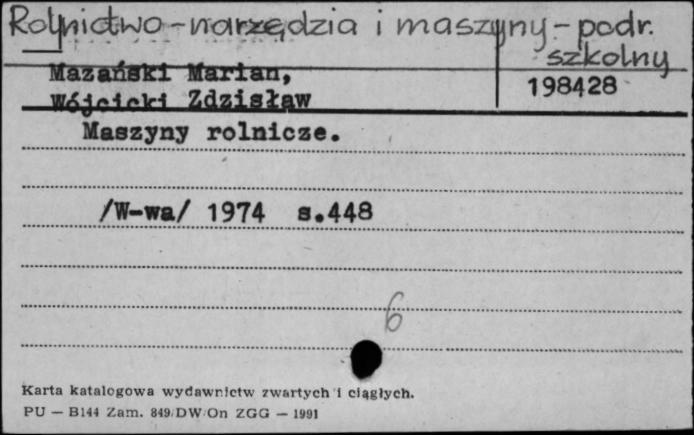 Rolnictwo - narzędzia i maszyny - podr.
szkolny
Mazański Marian,
Wójcicki Zdzisław
198428
Maszyny rolnicze.
/W-wa/ 1974 s.448
6
Karta katalogowa wydawnictw zwartych i ciągłych.
PU — B144 Zam. 849/DW/On ZGG — 1991